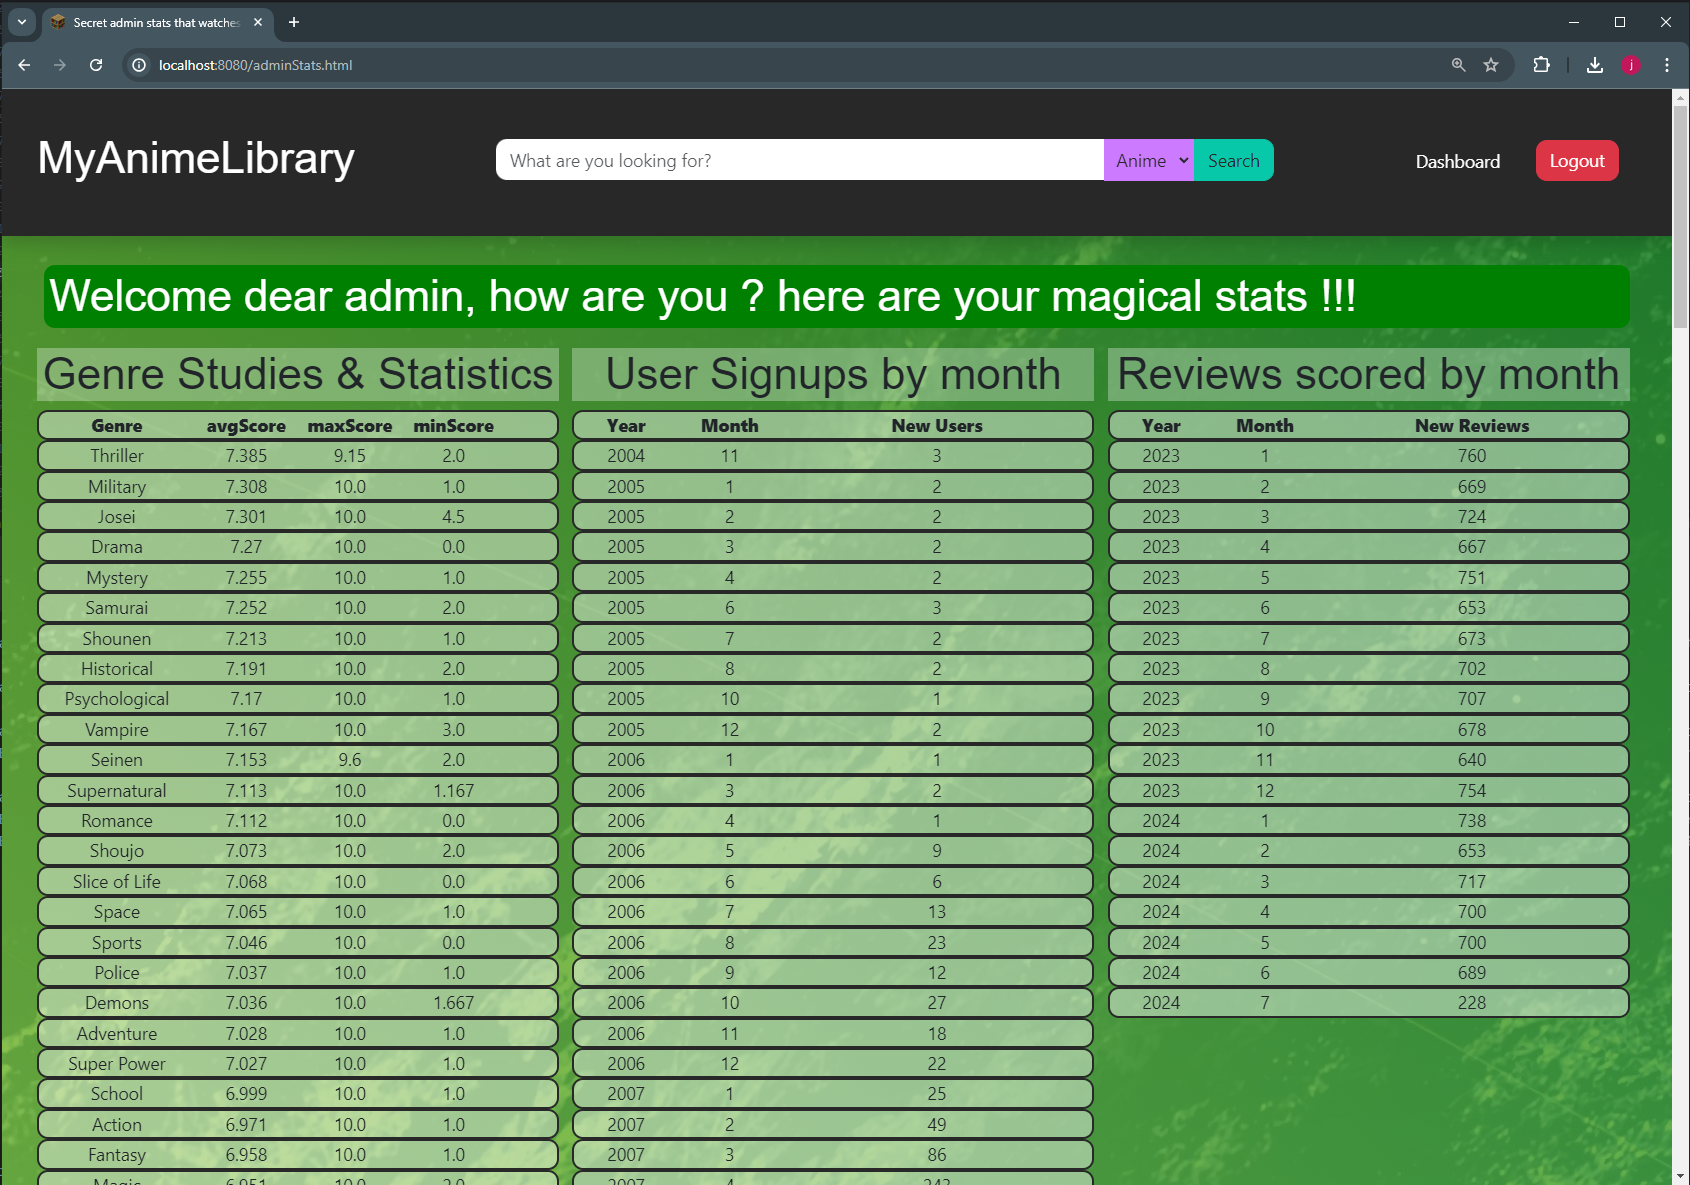 Secret admin stats that watches
localhost:8080/adminStats.html
j
MyAnimeLibrary
What are you looking for?
Anime
Search
Dashboard
Logout
Welcome dear admin, how are you ? here are your magical stats !!!
Genre Studies & Statistics
Genre avgScore maxScore minScore
Thriller 7.385 9.15 2.0
Military 7.308 10.0 1.0
Josei 7.301 10.0 4.5
Drama 7.27 10.0 0.0
Mystery 7.255 10.0 1.0
Samurai 7.252 10.0 2.0
Shounen 7.213 10.0 1.0
Historical 7.191 10.0 2.0
Psychological 7.17 10.0 1.0
Vampire 7.167 10.0 3.0
Seinen 7.153 9.6 2.0
Supernatural 7.113 10.0 1.167
Romance 7.112 10.0 0.0
Shoujo 7.073 10.0 2.0
Slice of Life 7.068 10.0 0.0
Space 7.065 10.0 1.0
Sports 7.046 10.0 0.0
Police 7.037 10.0 1.0
Demons 7.036 10.0 1.667
Adventure 7.028 10.0 1.0
Super Power 7.027 10.0 1.0
School 6.999 10.0 1.0
Action 6.971 10.0 1.0
Fantasy 6.958 10.0 1.0
Magic 6.951 10.0 2.0
User Signups by month
Year Month New Users
2004 11 3
2005 1 2
2005 2 2
2005 3 2
2005 4 2
2005 6 3
2005 7 2
2005 8 2
2005 10 1
2005 12 2
2006 1 1
2006 3 2
2006 4 1
2006 5 9
2006 6 6
2006 7 13
2006 8 23
2006 9 12
2006 10 27
2006 11 18
2006 12 22
2007 1 25
2007 2 49
2007 3 86
2007 4
Reviews scored by month
Year Month New Reviews
2023 1 760
2023 2 669
2023 3 724
2023 4 667
2023 5 751
2023 6 653
2023 7 673
2023 8 702
2023 9 707
2023 10 678
2023 11 640
2023 12 754
2024 1 738
2024 2 653
2024 3 717
2024 4 700
2024 5 700
2024 6 689
2024 7 228